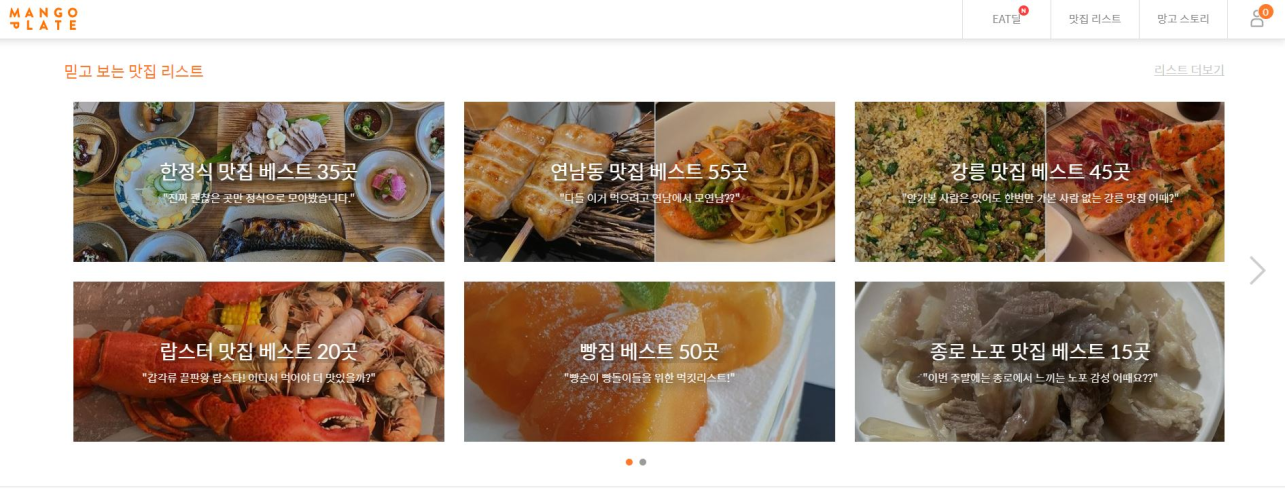 MANGO
PLATE
EAT딜
N
맛집 리스트
망고 스토리
0
믿고 보는 맛집 리스트
리스트 더보기
한정식 맛집 베스트 35곳
"진짜 괜찮은 곳만 정식으로 모아봤습니다."
연남동 맛집 베스트 55곳
"다들 이거 먹으려고 연남에서 모연남??"
강릉 맛집 베스트 45곳
"안가본 사람은 있어도 한번만 가본 사람 없는 강릉 맛집 어때?"
랍스터 맛집 베스트 20곳
"갑각류 끝판왕 랍스타! 어디서 먹어야 더 맛있을까?"
빵집 베스트 50곳
"빵순이 빵돌이들을 위한 먹킷리스트!"
종로 노포 맛집 베스트 15곳
"이번 주말에는 종로에서 느끼는 노포 감성 어때요??"